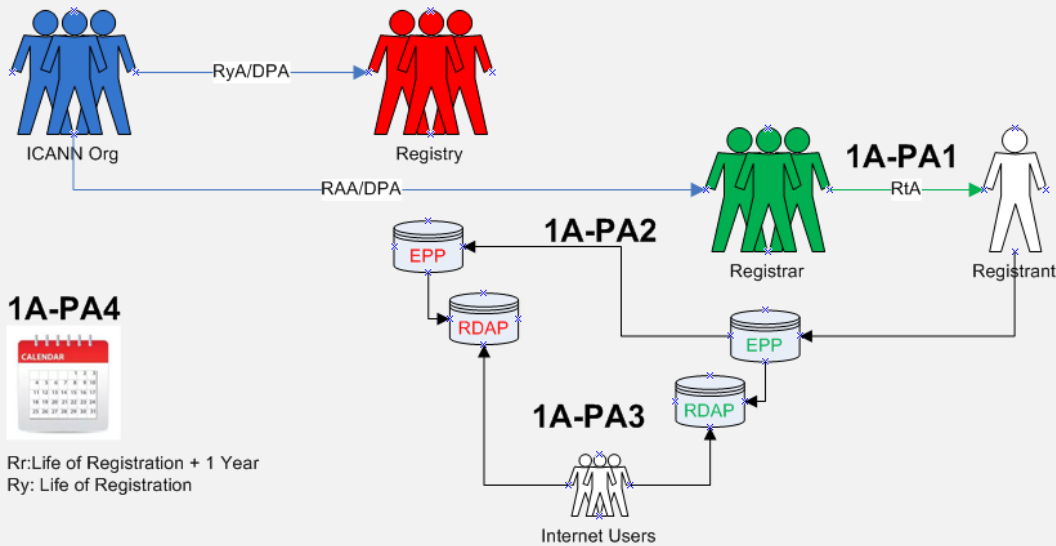 RyA/DPA
ICANN Org
Registry
1A-PA1
RAA/DPA
RtA
1A-PA2
EPP
Registrar
Registrant
1A-PA4
RDAP
EPP
CALENDAR
RDAP
1A-PA3
Rr:Life of Registration + 1 Year
Ry: Life of Registration
Internet Users